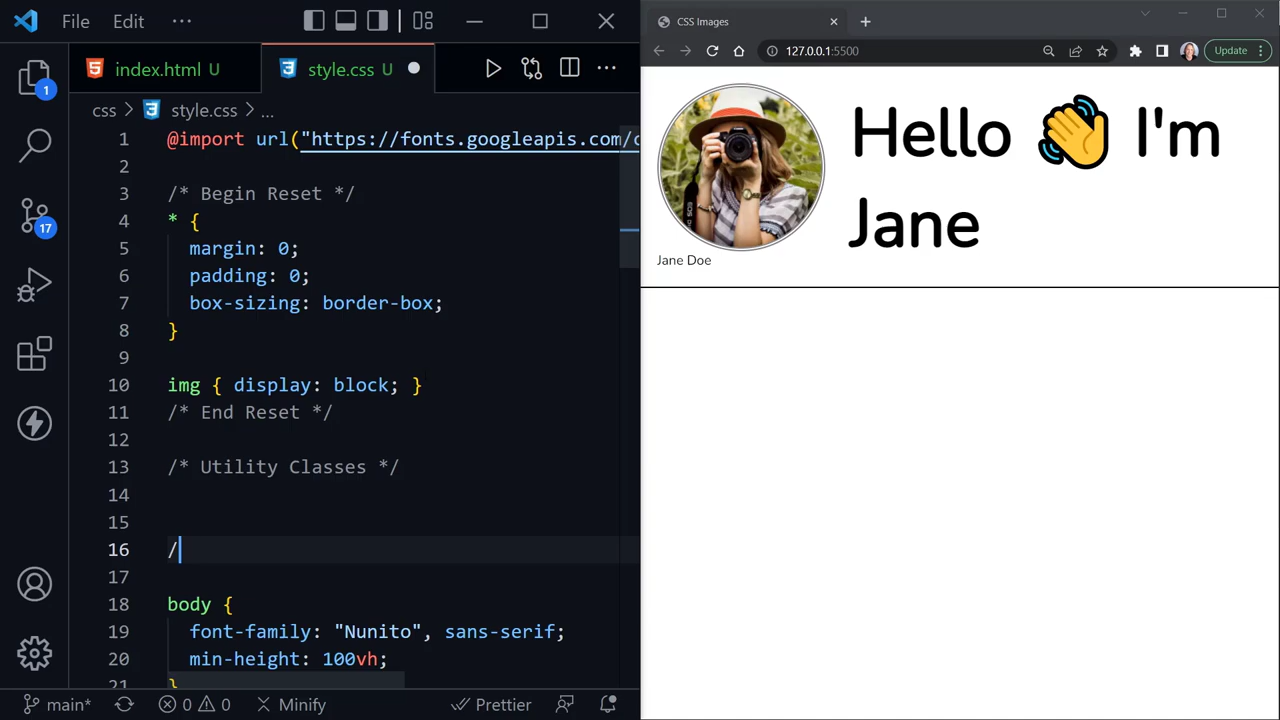 File Edit ...
index.html U
style.css U
css > style.css > ...
1 @import url("https://fonts.googleapis.com/
2
3 /* Begin Reset */
4 * {
5 margin: 0;
6 padding: 0;
7 box-sizing: border-box;
8 }
9
10 img { display: block; }
11 /* End Reset */
12
13 /* Utility Classes */
14
15
16 /
17
18 body {
19 font-family: "Nunito", sans-serif;
20 min-height: 100vh;
21 }
1
17
main* 0 0 Minify Prettier
CSS Images
127.0.0.1:5500 Update
Hello 👋 I'm
Jane
Jane Doe